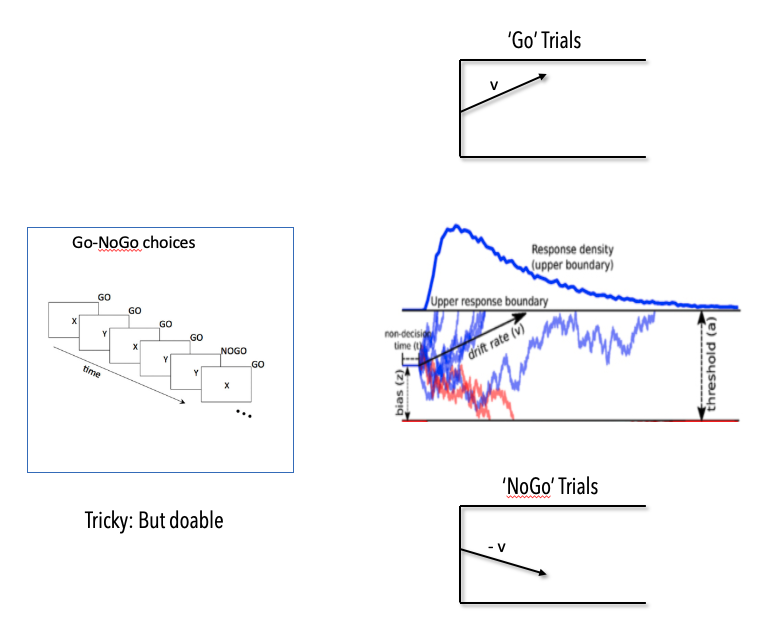 'Go' Trials
v
Go-NoGo choices
GO
X
GO
Y
GO
X
GO
Y
NOGO
Y
GO
X
time
...
Tricky: But doable
Response density
(upper boundary)
Upper response boundary
non-decision
time (t)
drift rate (v)
bias (z)
threshold (a)
'NoGo' Trials
- v